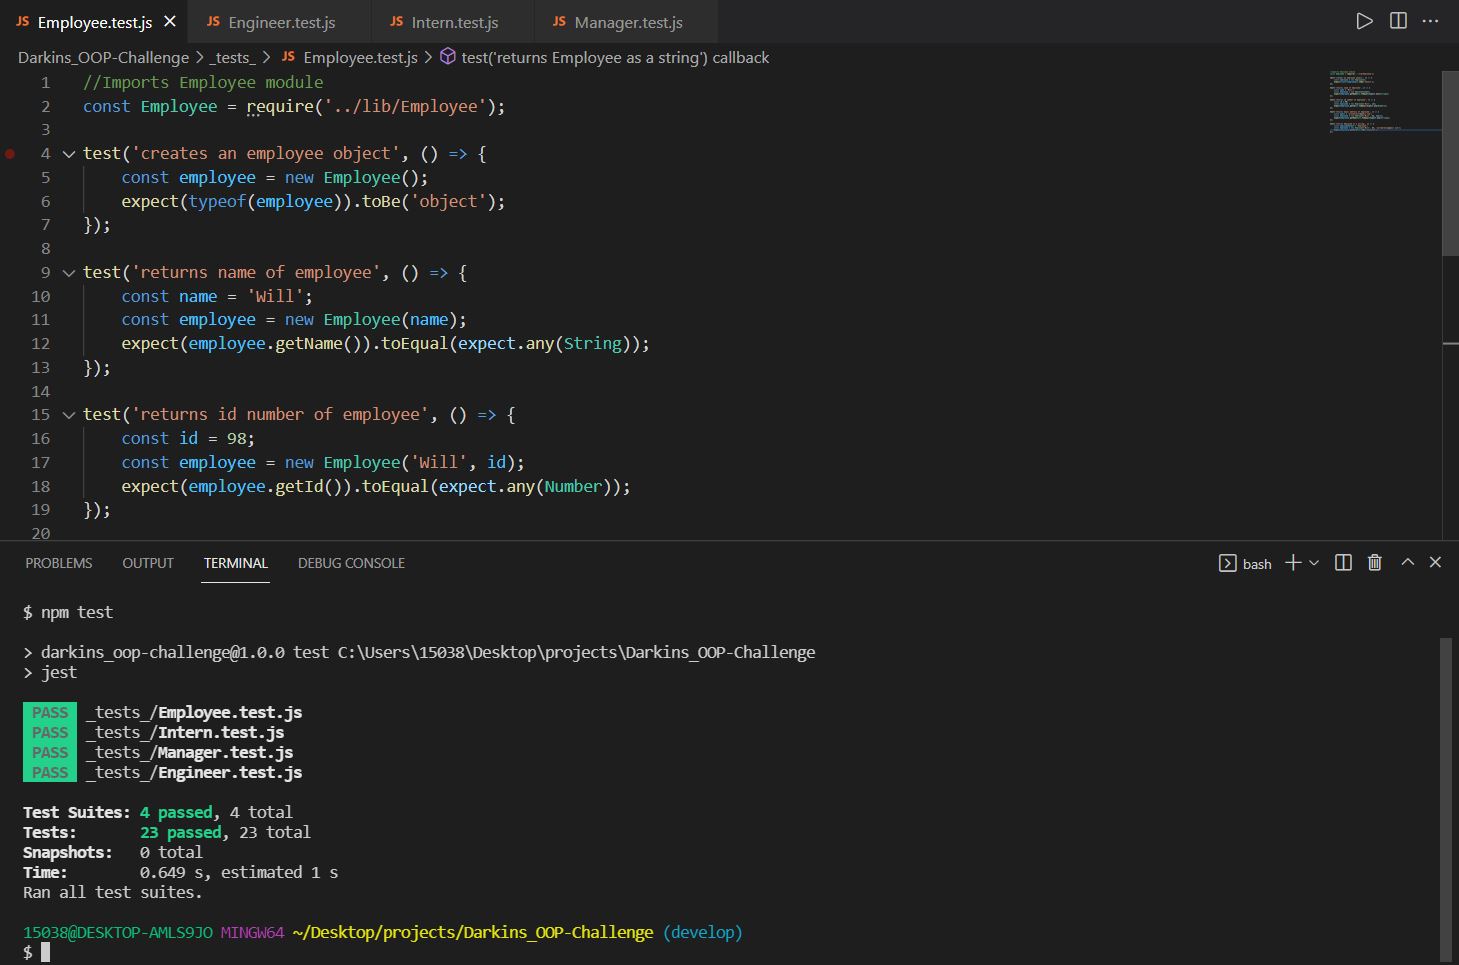 JS Employee.test.js × JS Engineer.test.js JS Intern.test.js JS Manager.test.js
Darkins_OOP-Challenge > _tests_ > JS Employee.test.js > test('returns Employee as a string') callback
1 //Imports Employee module
2 const Employee = require('../lib/Employee');
3
4 test('creates an employee object', () => {
5 const employee = new Employee();
6 expect(typeof(employee)).toBe('object');
7 });
8
9 test('returns name of employee', () => {
10 const name = 'Will';
11 const employee = new Employee(name);
12 expect(employee.getName()).toEqual(expect.any(String));
13 });
14
15 test('returns id number of employee', () => {
16 const id = 98;
17 const employee = new Employee('Will', id);
18 expect(employee.getId()).toEqual(expect.any(Number));
19 });
20
PROBLEMS OUTPUT TERMINAL DEBUG CONSOLE bash
$ npm test
> darkins_oop-challenge@1.0.0 test C:\Users\15038\Desktop\projects\Darkins_OOP-Challenge
> jest
PASS _tests_/Employee.test.js
PASS _tests_/Intern.test.js
PASS _tests_/Manager.test.js
PASS _tests_/Engineer.test.js
Test Suites: 4 passed, 4 total
Tests: 23 passed, 23 total
Snapshots: 0 total
Time: 0.649 s, estimated 1 s
Ran all test suites.
15038@DESKTOP-AMLS9JO MINGW64 ~/Desktop/projects/Darkins_OOP-Challenge (develop)
$